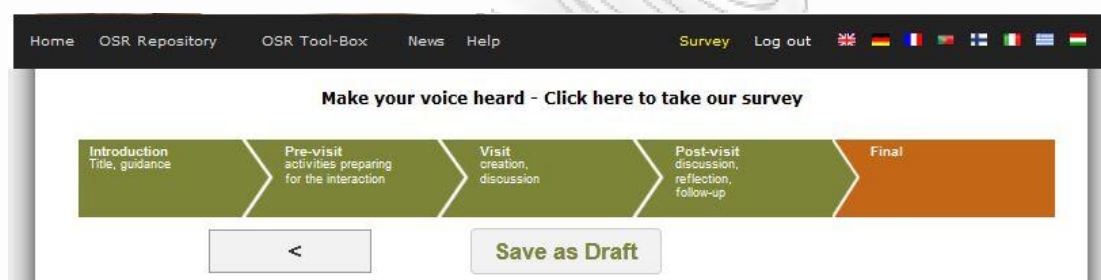 Home OSR Repository OSR Tool-Box News Help Survey Log out
Make your voice heard - Click here to take our survey
Introduction
Title, guidance
Pre-visit
activities preparing
for the interaction
Visit
creation,
discussion
Post-visit
discussion,
reflection,
follow-up
Final
< Save as Draft